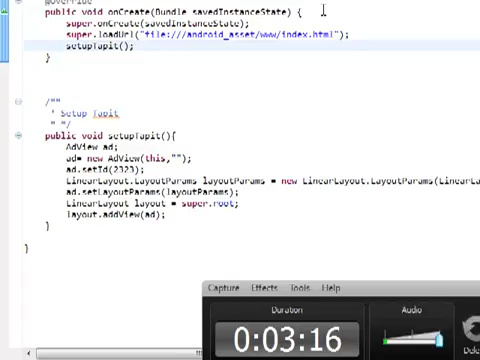 @Override
public void onCreate(Bundle savedInstanceState) {
super.onCreate(savedInstanceState);
super.loadUrl("file:///android_asset/www/index.html");
setupTapit();
}
/**
* Setup Tapit
* */
public void setupTapit(){
AdView ad;
ad= new AdView(this,"");
ad.setId(2323);
LinearLayout.LayoutParams layoutParams = new LinearLayout.LayoutParams(LinearLa
ad.setLayoutParams(layoutParams);
LinearLayout layout = super.root;
layout.addView(ad);
}
}
Capture Effects Tools Help
Duration
Audio
0:03:16
Dele